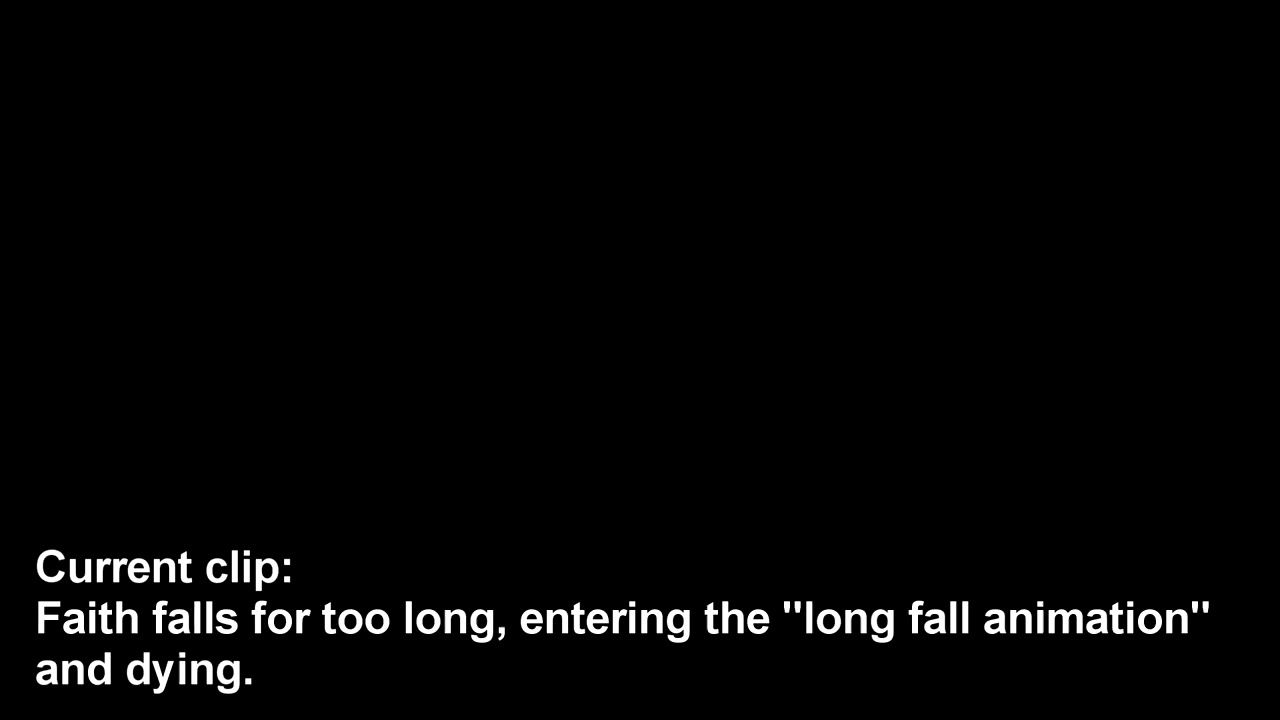 Current clip:
Faith falls for too long, entering the "long fall animation"
and dying.